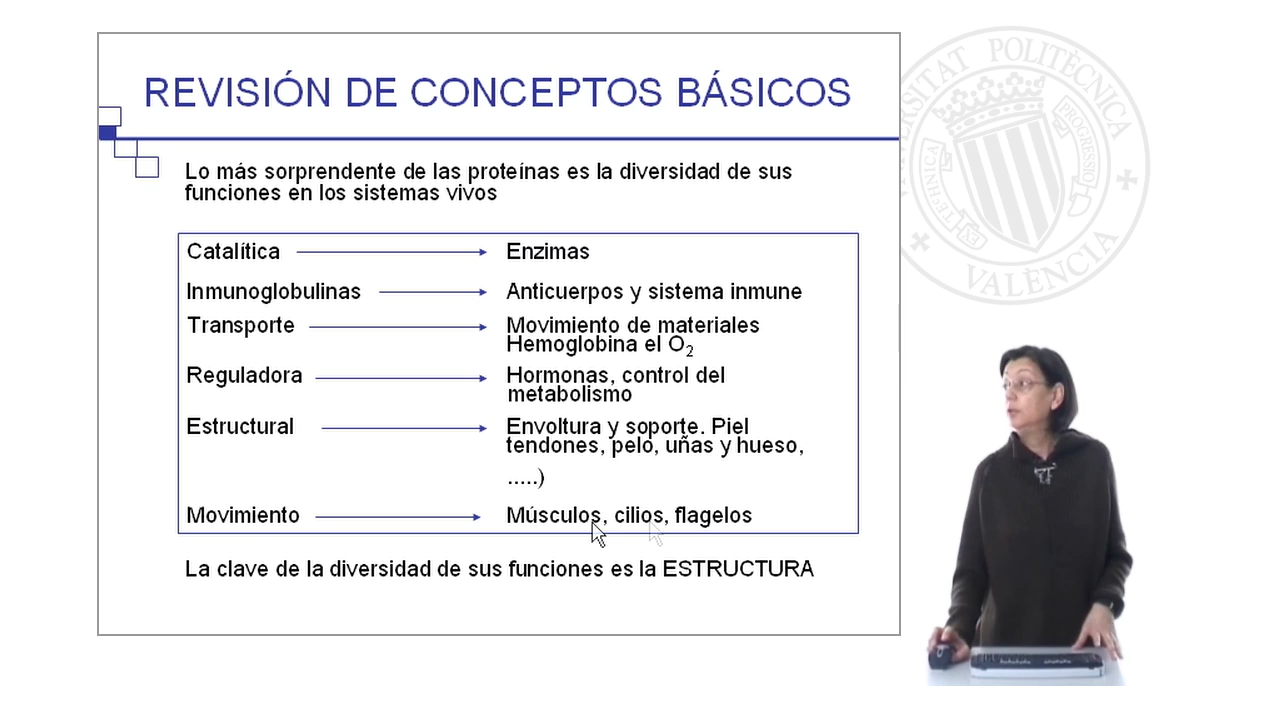 REVISIÓN DE CONCEPTOS BÁSICOS
Lo más sorprendente de las proteínas es la diversidad de sus
funciones en los sistemas vivos
Catalítica
Enzimas
Inmunoglobulinas
Anticuerpos y sistema inmune
Transporte
Movimiento de materiales
Hemoglobina el O₂
Reguladora
Hormonas, control del
metabolismo
Estructural
Envoltura y soporte. Piel
tendones, pelo, uñas y hueso,
.....)
Movimiento
Músculos, cilios, flagelos
La clave de la diversidad de sus funciones es la ESTRUCTURA
POLITÈCNICA
VALÈNCIA